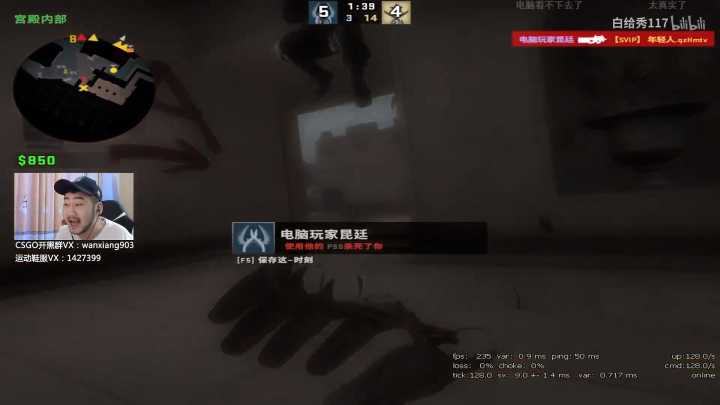 宫殿内部
5 1:39 4
3 14
电脑看不下去了 太真实了
白给秀117 bilibili
电脑玩家昆廷 【SVIP】 年轻人.qzHmtv
B
A
$850
CSGO开黑群VX：wanxiang903
运动鞋服VX：1427399
电脑玩家昆廷
使用他的 P90杀死了你
[F5] 保存这一时刻
fps: 235 var: 0.9 ms ping: 50 ms up:128.0/s
loss: 0% choke: 0% cmd:128.0/s
tick:128.0 sv: 9.0 +- 1.4 ms var: 0.717 ms online